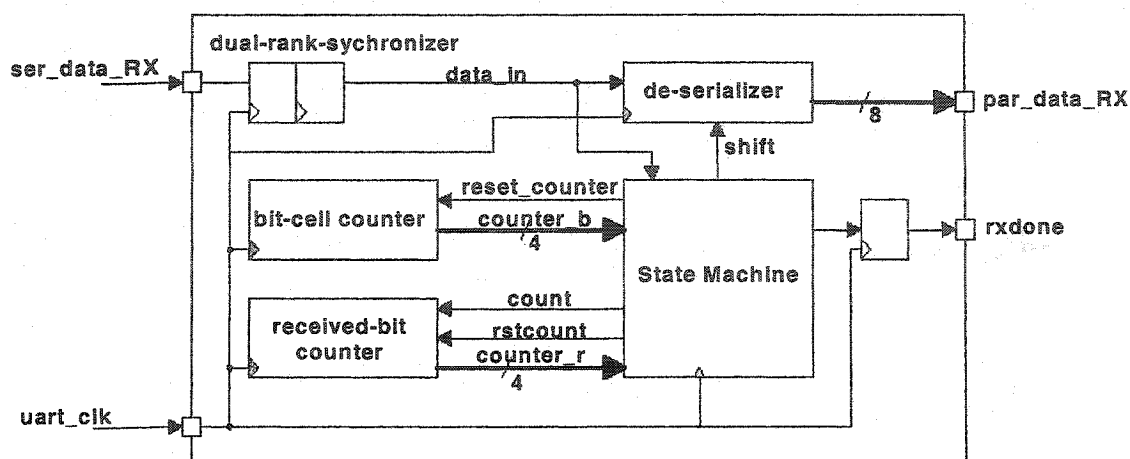 dual-rank-sychronizer
ser_data_RX
data_in
de-serializer
par_data_RX
8
shift
reset_counter
bit-cell counter
counter_b
4
rxdone
State Machine
count
received-bit
counter
rstcount
counter_r
4
uart_clk